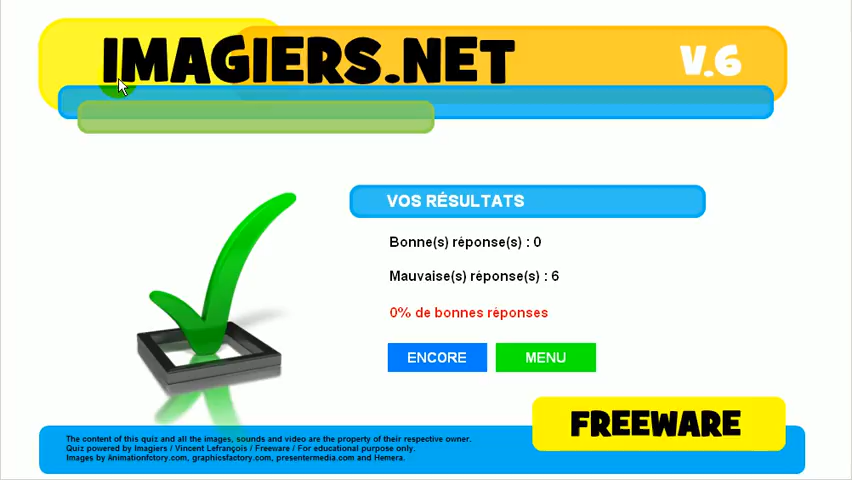 IMAGIERS.NET
V.6
VOS RÉSULTATS
Bonne(s) réponse(s) : 0
Mauvaise(s) réponse(s) : 6
0% de bonnes réponses
ENCORE
MENU
FREEWARE
The content of this quiz and all the images, sounds and video are the property of their respective owner.
Quiz powered by Imagiers / Vincent Lefrançois / Freeware / For educational purpose only.
Images by Animationfctory.com, graphicsfactory.com, presentermedia.com and Hemera.